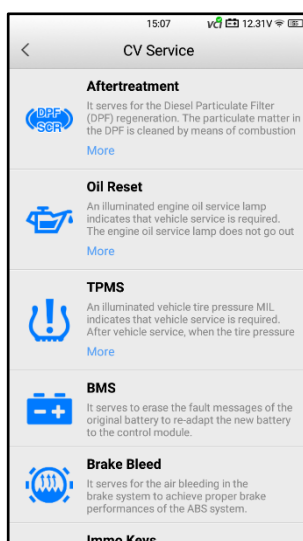 15:07 vci 12.31V
CV Service
Aftertreatment
It serves for the Diesel Particulate Filter
(DPF) regeneration. The particulate matter in
the DPF is cleaned by means of combustion
More
DPF
SCR
Oil Reset
An illuminated engine oil service lamp
indicates that vehicle service is required.
The engine oil service lamp does not go out
More
TPMS
An illuminated vehicle tire pressure MIL
indicates that vehicle service is required.
After vehicle service, when the tire pressure
More
BMS
It serves to erase the fault messages of the
original battery to re-adapt the new battery
to the control module.
Brake Bleed
It serves for the air bleeding in the
brake system to achieve proper brake
performances of the ABS system.
Immo Keys